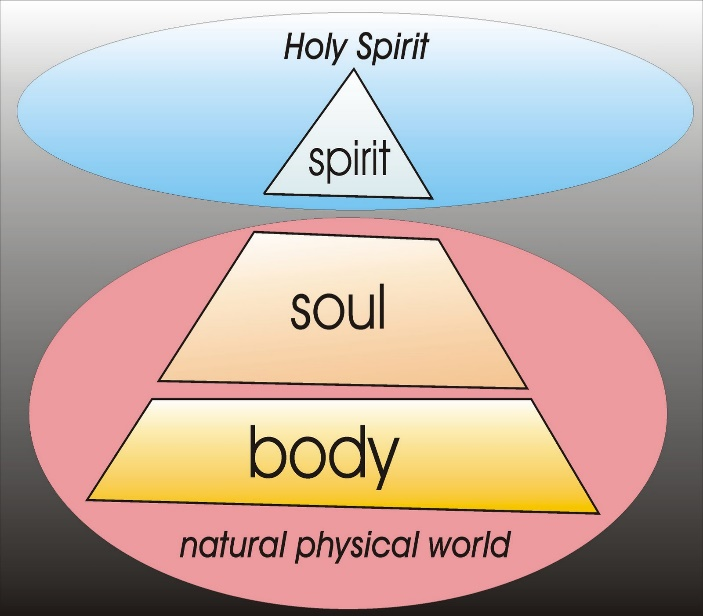 Holy Spirit
spirit
soul
body
natural physical world